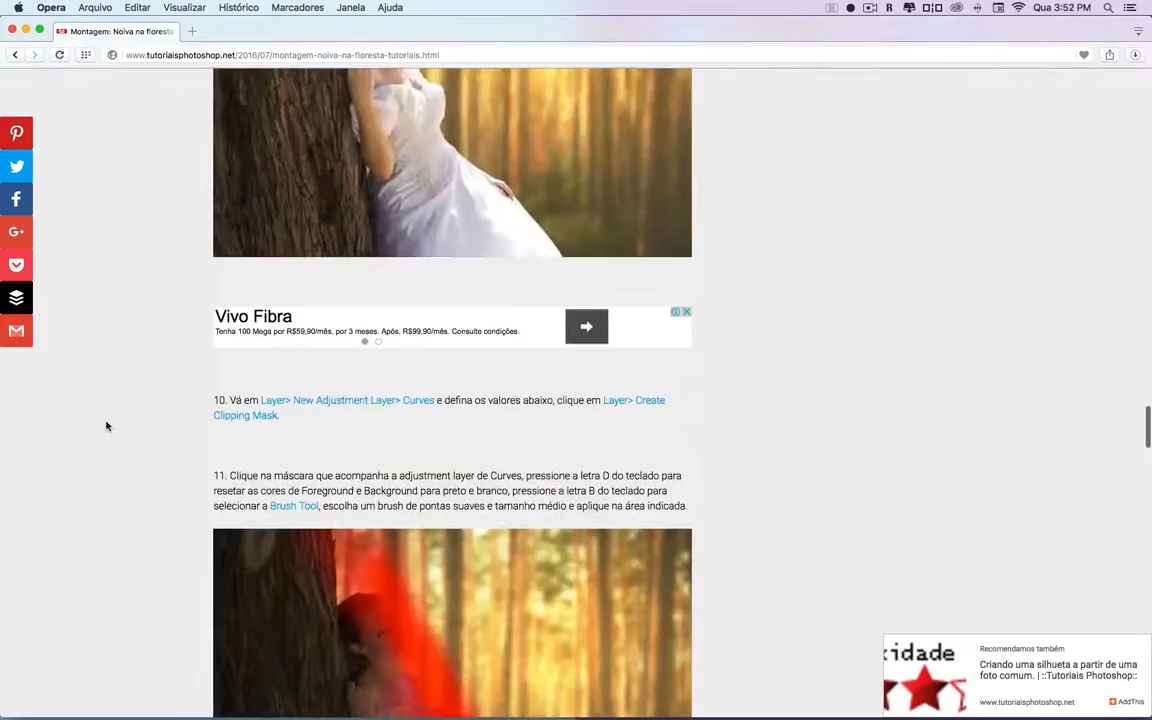 Opera Arquivo Editar Visualizar Histórico Marcadores Janela Ajuda Qua 3:52 PM
Montagem: Noiva na floresta
www.tutoriaisphotoshop.net/2016/07/montagem-noiva-na-floresta-tutoriais.html
Vivo Fibra
Tenha 100 Mega por R$59,90/mês, por 3 meses. Após, R$99,90/mês. Consulte condições.
10. Vá em Layer> New Adjustment Layer> Curves e defina os valores abaixo, clique em Layer> Create
Clipping Mask.
11. Clique na máscara que acompanha a adjustment layer de Curves, pressione a letra D do teclado para
resetar as cores de Foreground e Background para preto e branco, pressione a letra B do teclado para
selecionar a Brush Tool, escolha um brush de pontas suaves e tamanho médio e aplique na área indicada.
G+
xidade
Recomendamos também
Criando uma silhueta a partir de uma
foto comum. | ::Tutoriais Photoshop::
www.tutoriaisphotoshop.net
AddThis